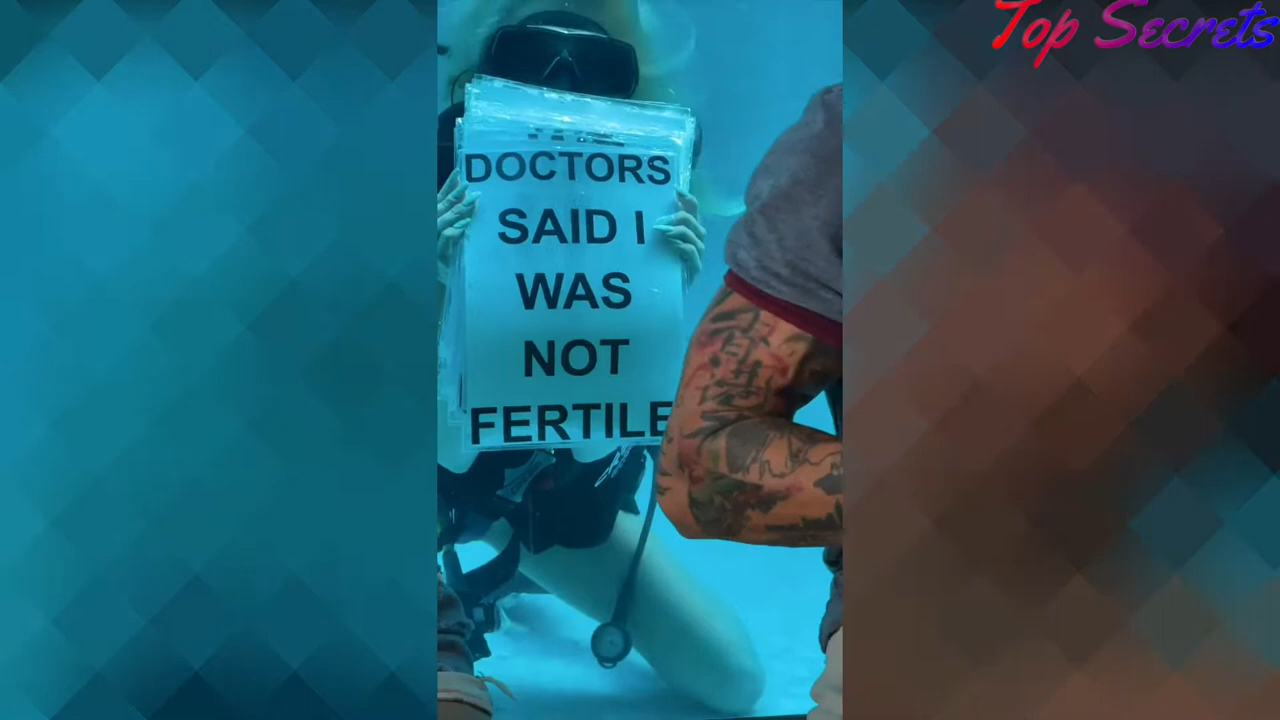 Top Secrets
DOCTORS
SAID I
WAS
NOT
FERTILE